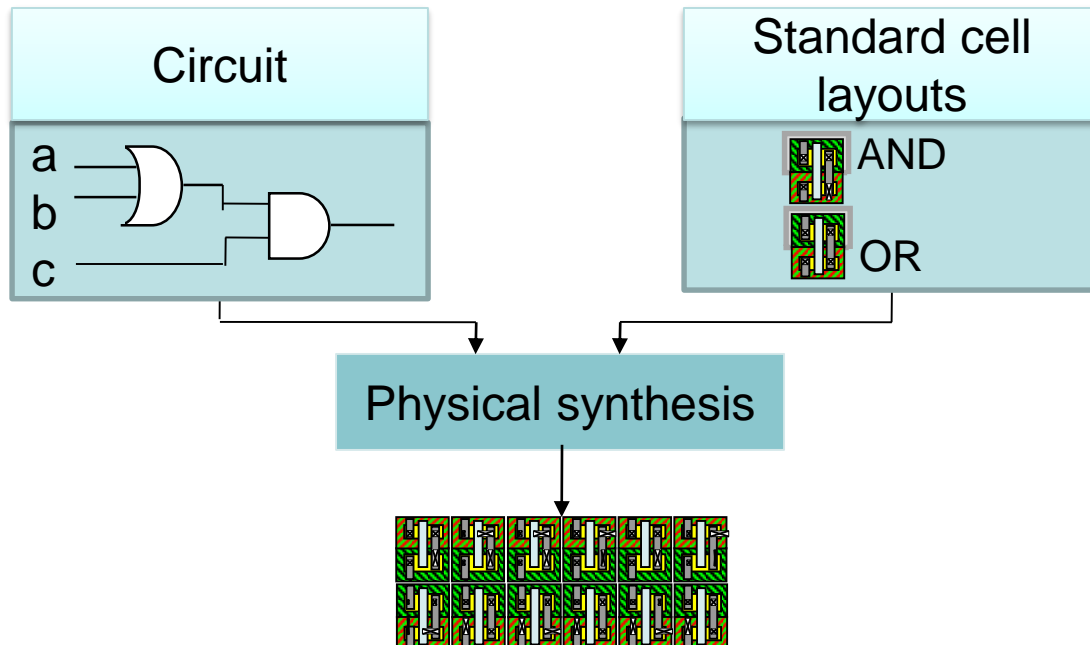 Circuit
a
b
c
Standard cell
layouts
AND
OR
Physical synthesis